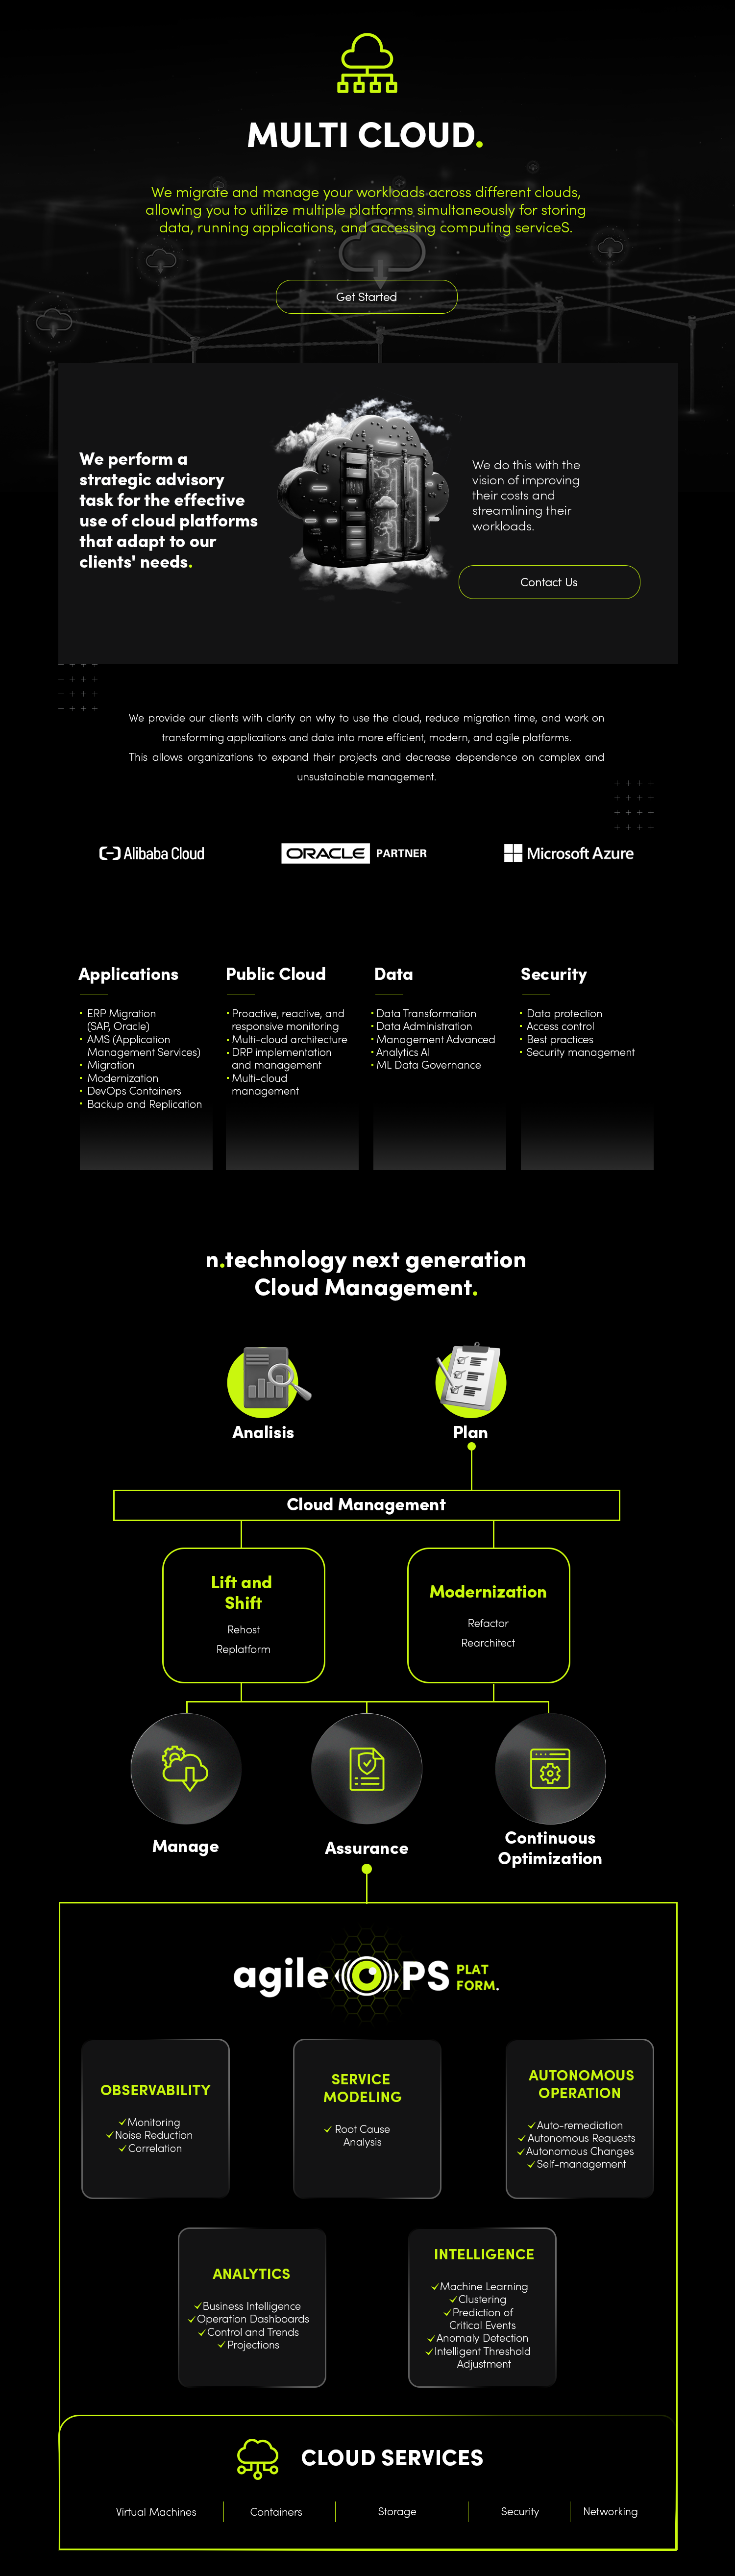 MULTI CLOUD.
We migrate and manage your workloads across different clouds,
allowing you to utilize multiple platforms simultaneously for storing
data, running applications, and accessing computing serviceS.
Get Started
We perform a
strategic advisory
task for the effective
use of cloud platforms
that adapt to our
clients' needs.
We do this with the
vision of improving
their costs and
streamlining their
workloads.
Contact Us
We provide our clients with clarity on why to use the cloud, reduce migration time, and work on
transforming applications and data into more efficient, modern, and agile platforms.
This allows organizations to expand their projects and decrease dependence on complex and
unsustainable management.
Alibaba Cloud
ORACLE PARTNER
Microsoft Azure
Applications
• ERP Migration
(SAP, Oracle)
• AMS (Application
Management Services)
• Migration
• Modernization
• DevOps Containers
• Backup and Replication
Public Cloud
• Proactive, reactive, and
responsive monitoring
• Multi-cloud architecture
• DRP implementation
and management
• Multi-cloud
management
Data
• Data Transformation
• Data Administration
• Management Advanced
• Analytics AI
• ML Data Governance
Security
• Data protection
• Access control
• Best practices
• Security management
n.technology next generation
Cloud Management.
Analisis
Plan
Cloud Management
Lift and
Shift
Rehost
Replatform
Modernization
Refactor
Rearchitect
Manage
Assurance
Continuous
Optimization
agile OPS PLAT
FORM.
OBSERVABILITY
✓Monitoring
✓Noise Reduction
✓Correlation
SERVICE
MODELING
✓ Root Cause
Analysis
AUTONOMOUS
OPERATION
✓Auto-remediation
✓Autonomous Requests
✓Autonomous Changes
✓Self-management
ANALYTICS
✓Business Intelligence
✓Operation Dashboards
✓Control and Trends
✓Projections
INTELLIGENCE
✓Machine Learning
✓Clustering
✓Prediction of
Critical Events
✓Anomaly Detection
✓Intelligent Threshold
Adjustment
CLOUD SERVICES
Virtual Machines
Containers
Storage
Security
Networking